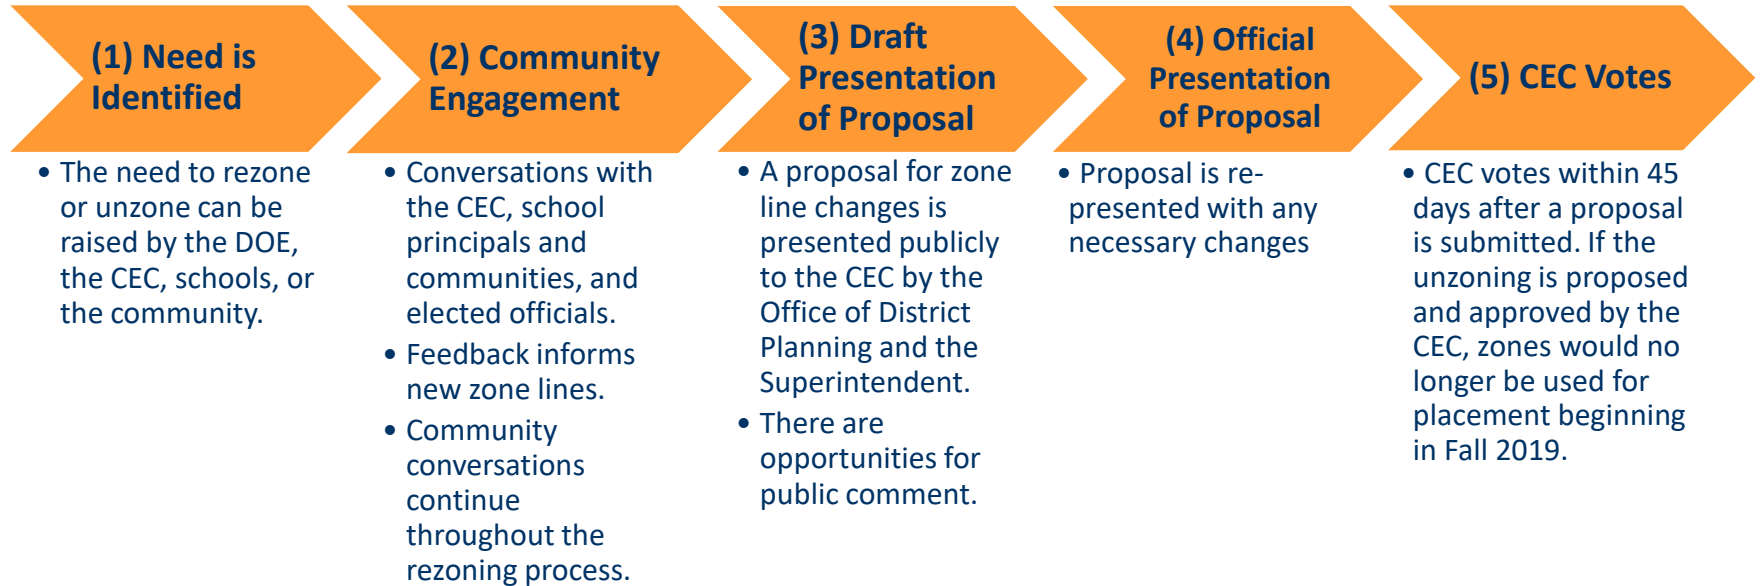 (1) Need is
Identified
• The need to rezone
or unzone can be
raised by the DOE,
the CEC, schools, or
the community.
(2) Community
Engagement
• Conversations with
the CEC, school
principals and
communities, and
elected officials.
• Feedback informs
new zone lines.
• Community
conversations
continue
throughout the
rezoning process.
(3) Draft
Presentation
of Proposal
• A proposal for zone
line changes is
presented publicly
to the CEC by the
Office of District
Planning and the
Superintendent.
• There are
opportunities for
public comment.
(4) Official
Presentation
of Proposal
• Proposal is re-
presented with any
necessary changes
(5) CEC Votes
• CEC votes within 45
days after a proposal
is submitted. If the
unzoning is proposed
and approved by the
CEC, zones would no
longer be used for
placement beginning
in Fall 2019.